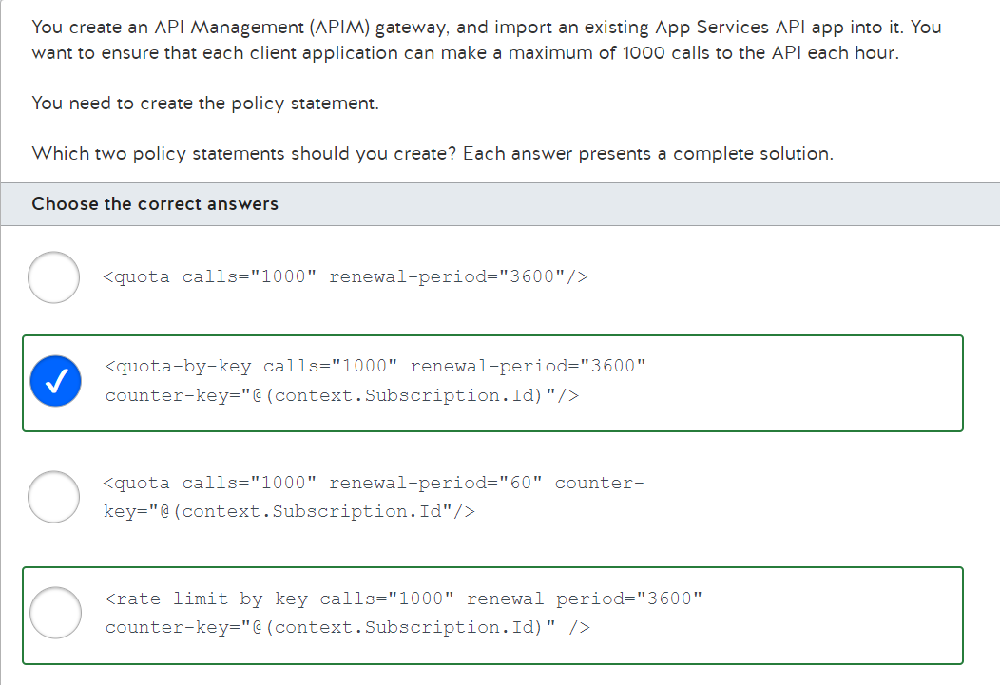 You create an API Management (APIM) gateway, and import an existing App Services API app into it. You
want to ensure that each client application can make a maximum of 1000 calls to the API each hour.
You need to create the policy statement.
Which two policy statements should you create? Each answer presents a complete solution.
Choose the correct answers
<quota calls="1000" renewal-period="3600"/>
<quota-by-key calls="1000" renewal-period="3600"
counter-key="@(context.Subscription.Id)"/>
<quota calls="1000" renewal-period="60" counter-
key="@(context.Subscription.Id"/>
<rate-limit-by-key calls="1000" renewal-period="3600"
counter-key="@(context.Subscription.Id)" />